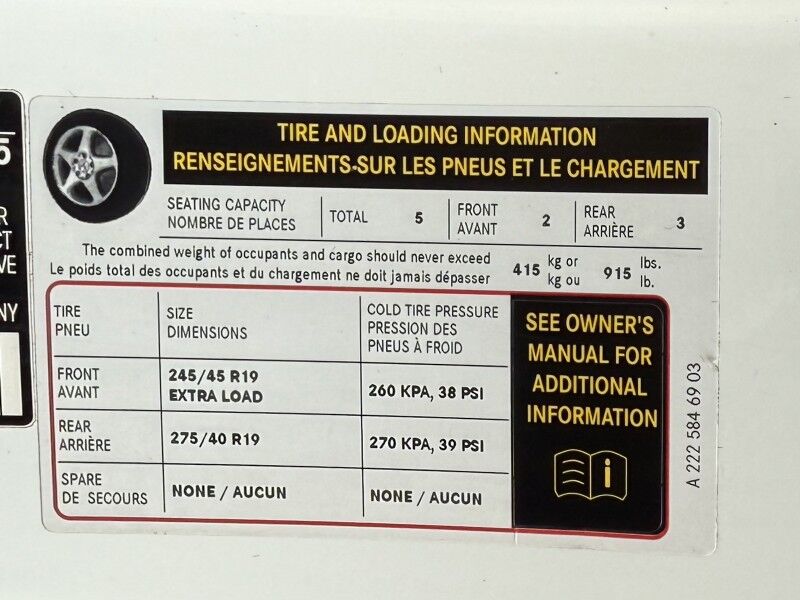 5
R
CT
VE
NY
TIRE AND LOADING INFORMATION
RENSEIGNEMENTS-SUR LES PNEUS ET LE CHARGEMENT
SEATING CAPACITY
NOMBRE DE PLACES
TOTAL 5
FRONT
AVANT
2
REAR
ARRIÈRE
3
The combined weight of occupants and cargo should never exceed
Le poids total des occupants et du chargement ne doit jamais dépasser
415 kg or
kg ou
915 lbs.
lb.
TIRE
PNEU
SIZE
DIMENSIONS
COLD TIRE PRESSURE
PRESSION DES
PNEUS À FROID
FRONT
AVANT
245/45 R19
EXTRA LOAD
260 KPA, 38 PSI
REAR
ARRIÈRE
275/40 R19
270 KPA, 39 PSI
SPARE
DE SECOURS
NONE / AUCUN
NONE / AUCUN
SEE OWNER'S
MANUAL FOR
ADDITIONAL
INFORMATION
i
A 222 584 69 03